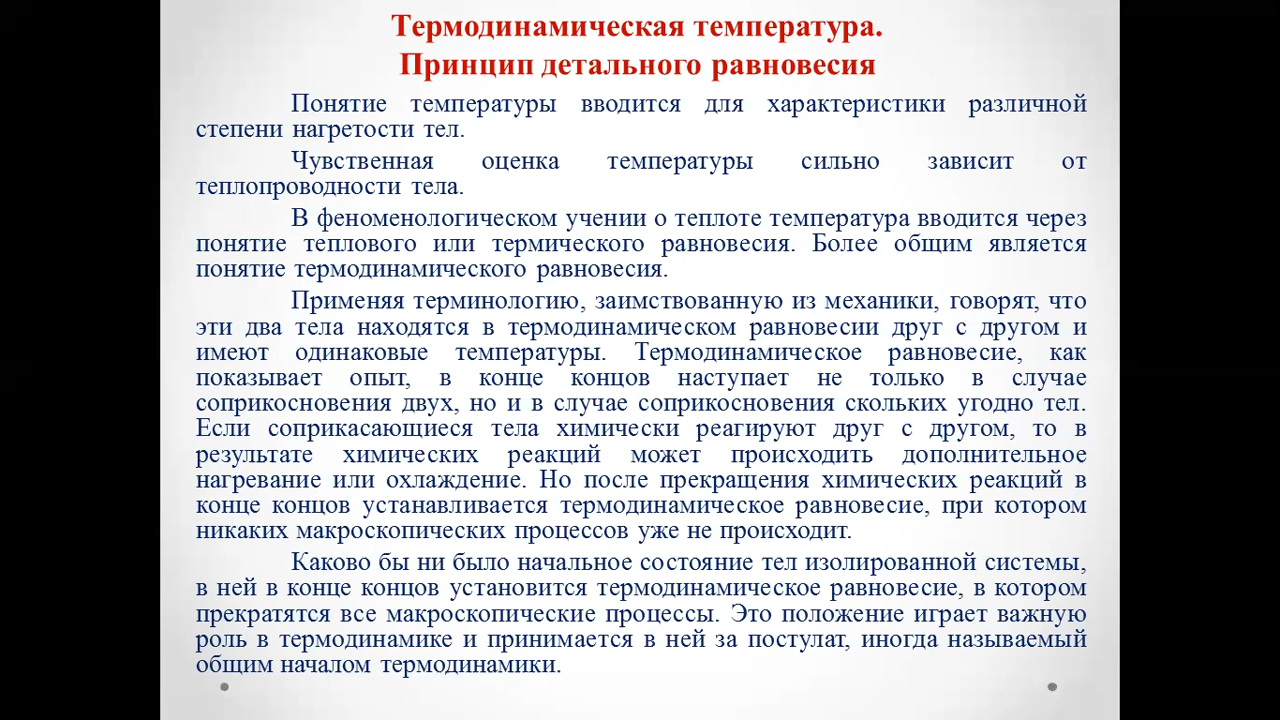 Термодинамическая температура.
Принцип детального равновесия
Понятие температуры вводится для характеристики различной
степени нагретости тел.
Чувственная оценка температуры сильно зависит от
теплопроводности тела.
В феноменологическом учении о теплоте температура вводится через
понятие теплового или термического равновесия. Более общим является
понятие термодинамического равновесия.
Применяя терминологию, заимствованную из механики, говорят, что
эти два тела находятся в термодинамическом равновесии друг с другом и
имеют одинаковые температуры. Термодинамическое равновесие, как
показывает опыт, в конце концов наступает не только в случае
соприкосновения двух, но и в случае соприкосновения скольких угодно тел.
Если соприкасающиеся тела химически реагируют друг с другом, то в
результате химических реакций может происходить дополнительное
нагревание или охлаждение. Но после прекращения химических реакций в
конце концов устанавливается термодинамическое равновесие, при котором
никаких макроскопических процессов уже не происходит.
Каково бы ни было начальное состояние тел изолированной системы,
в ней в конце концов установится термодинамическое равновесие, в котором
прекратятся все макроскопические процессы. Это положение играет важную
роль в термодинамике и принимается в ней за постулат, иногда называемый
общим началом термодинамики.